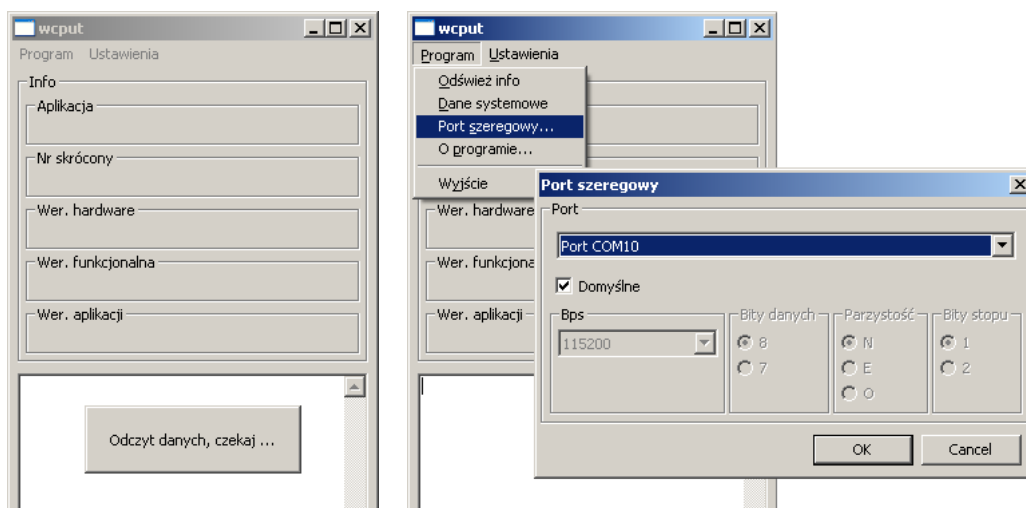 wcput
Program Ustawienia
Info
Aplikacja
Nr skrócony
Wer. hardware
Wer. funkcjonalna
Wer. aplikacji
Odczyt danych, czekaj ...
wcput
Program Ustawienia
Odśwież info
Dane systemowe
Port szeregowy...
O programie...
Wyjście
Wer. hardware
Wer. funkcjona
Wer. aplikacji
Port szeregowy
Port
Port COM10
Domyślne
Bps
115200
Bity danych
8
7
Parzystość
N
E
O
Bity stopu
1
2
OK Cancel